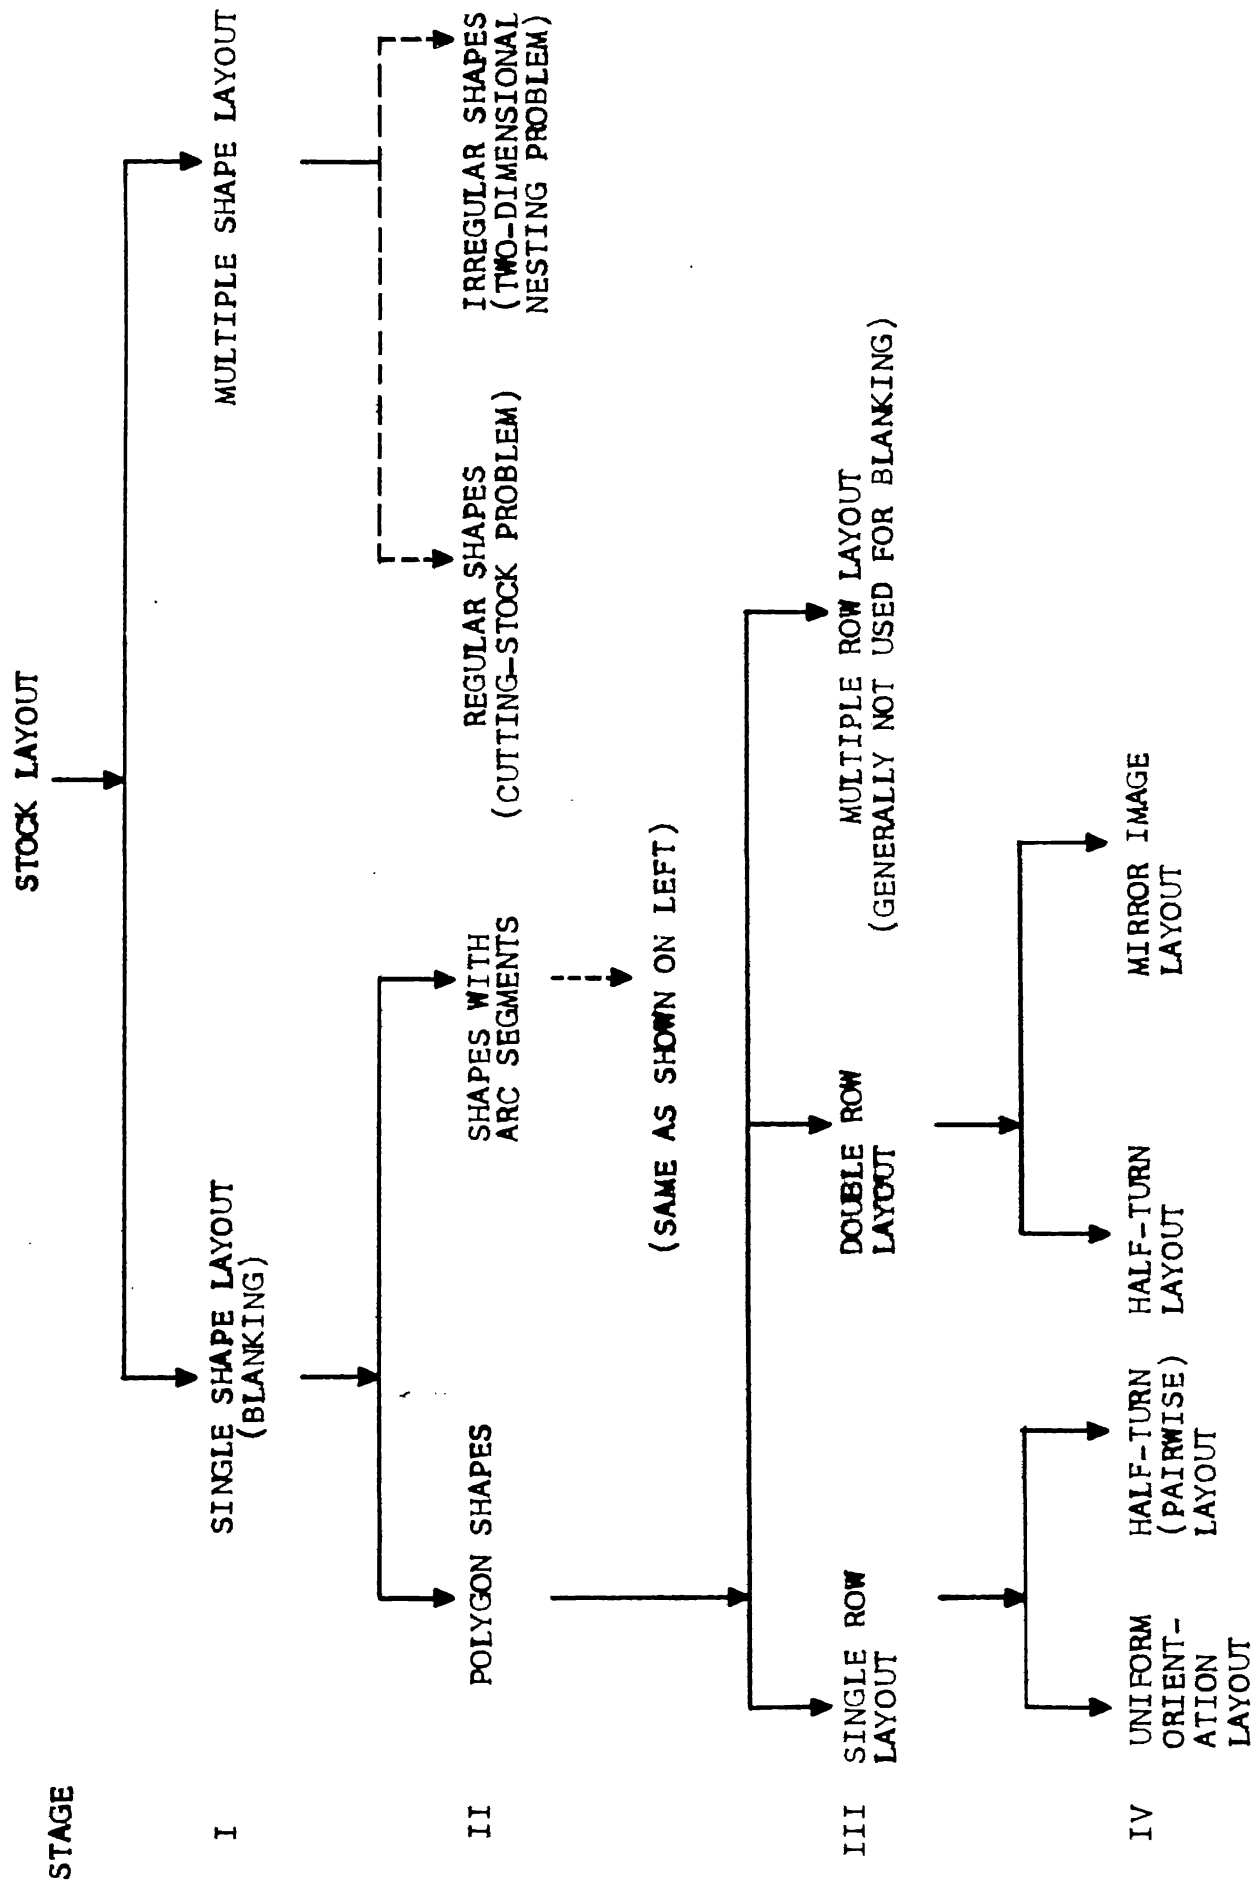 STOCK LAYOUT
STAGE
I
SINGLE SHAPE LAYOUT
(BLANKING)
MULTIPLE SHAPE LAYOUT
II
POLYGON SHAPES
SHAPES WITH
ARC SEGMENTS
REGULAR SHAPES
(CUTTING-STOCK PROBLEM)
IRREGULAR SHAPES
(TWO-DIMENSIONAL
NESTING PROBLEM)
(SAME AS SHOWN ON LEFT)
III
SINGLE ROW
LAYOUT
DOUBLE ROW
LAYOUT
MULTIPLE ROW LAYOUT
(GENERALLY NOT USED FOR BLANKING)
IV
UNIFORM
ORIENT-
ATION
LAYOUT
HALF-TURN
(PAIRWISE)
LAYOUT
HALF-TURN
LAYOUT
MIRROR IMAGE
LAYOUT